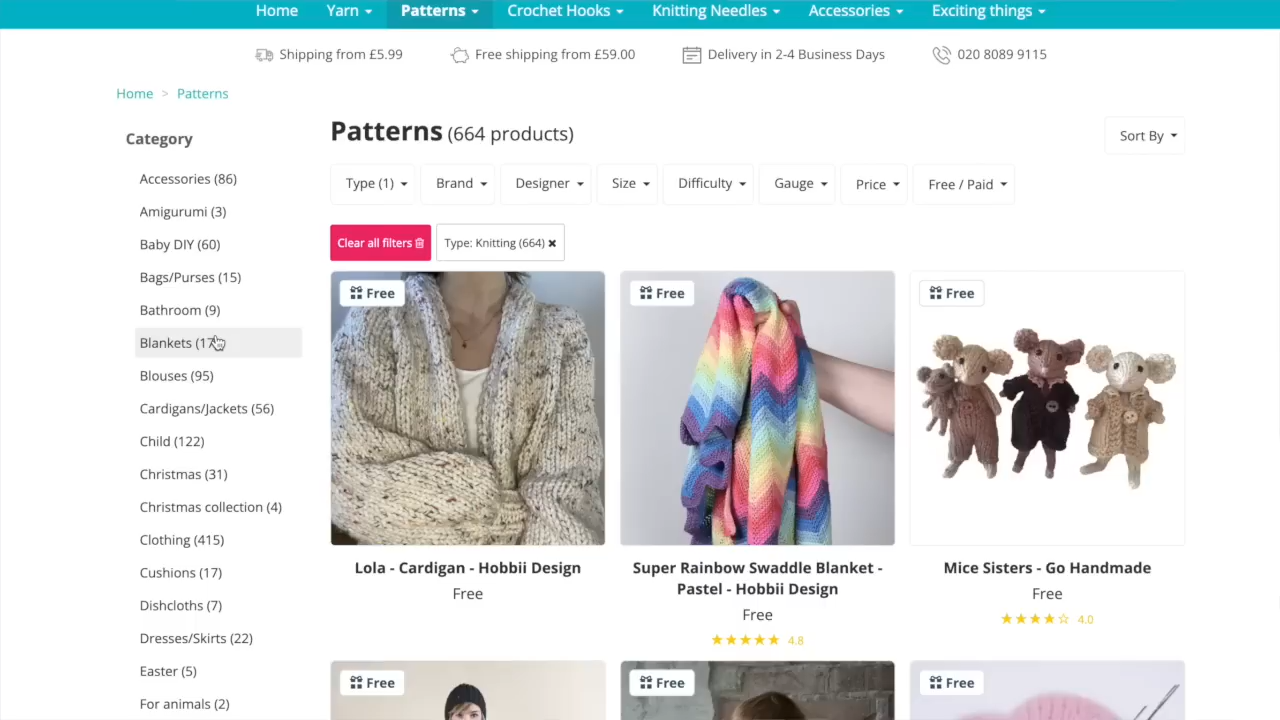 Home Yarn Patterns Crochet Hooks Knitting Needles Accessories Exciting things
Shipping from £5.99 Free shipping from £59.00 Delivery in 2-4 Business Days 020 8089 9115
Home > Patterns
Category
Accessories (86)
Amigurumi (3)
Baby DIY (60)
Bags/Purses (15)
Bathroom (9)
Blankets
Blouses (95)
Cardigans/Jackets (56)
Child (122)
Christmas (31)
Christmas collection (4)
Clothing (415)
Cushions (17)
Dishcloths (7)
Dresses/Skirts (22)
Easter (5)
For animals (2)
Patterns (664 products)
Sort By
Type (1) Brand Designer Size Difficulty Gauge Price Free / Paid
Clear all filters Type: Knitting (664)
Free Free Free
Lola - Cardigan - Hobbii Design
Free
Super Rainbow Swaddle Blanket -
Pastel - Hobbii Design
Free
4.8
Mice Sisters - Go Handmade
Free
4.0
Free Free Free